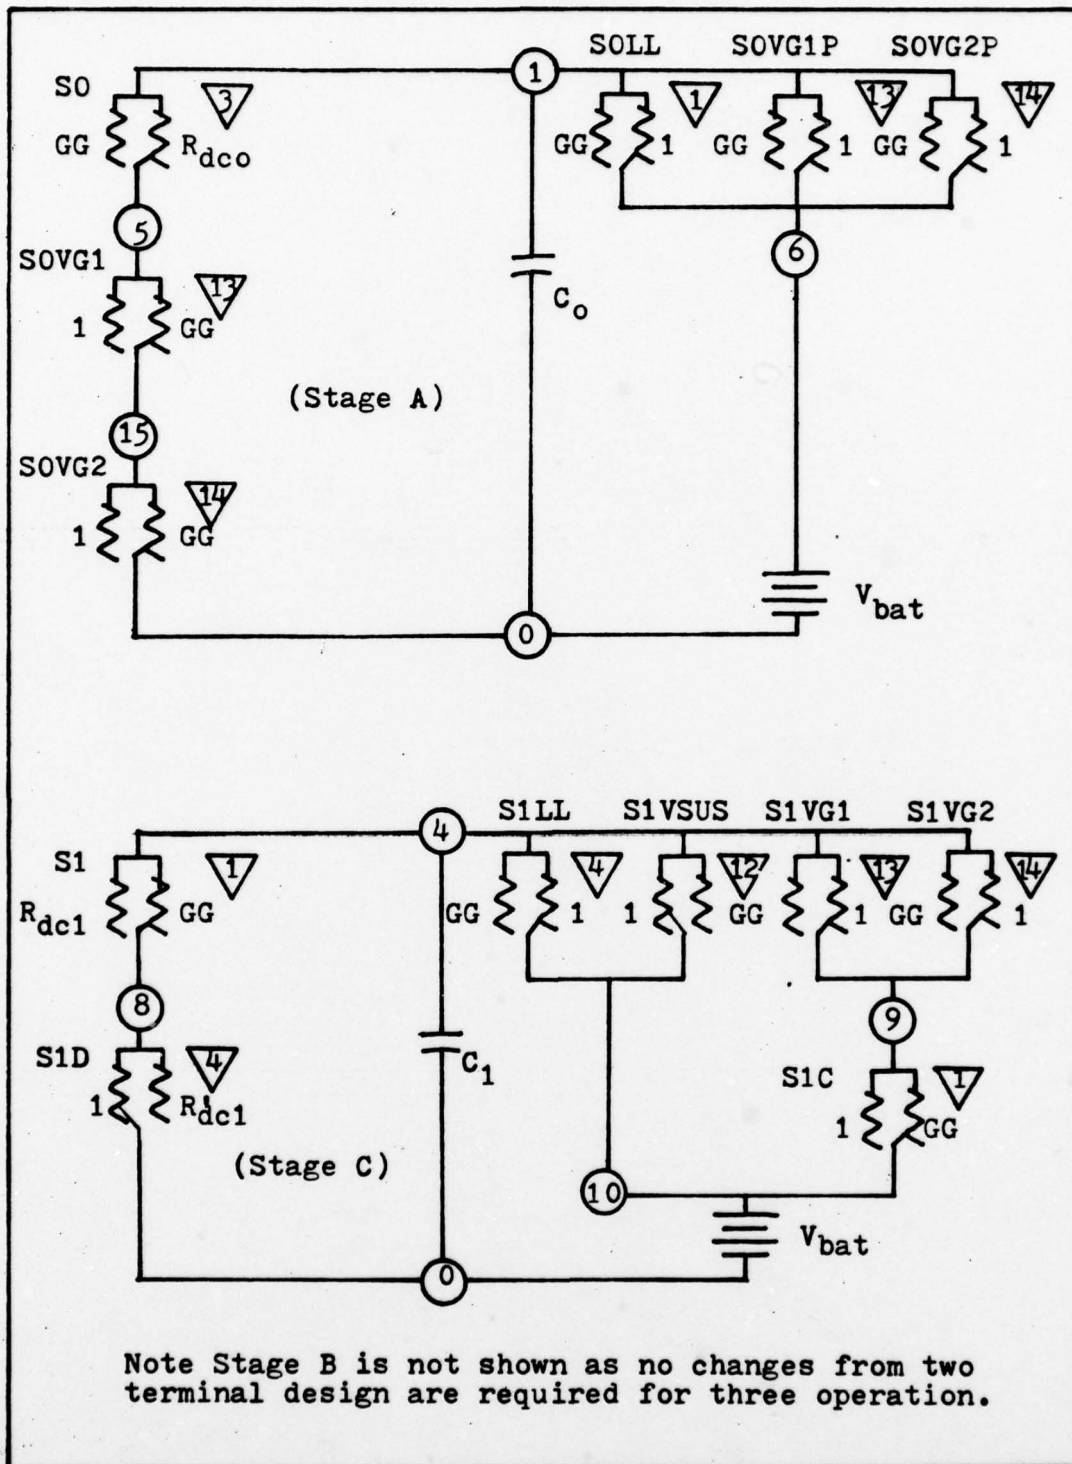 SOLL SOVG1P SOVG2P
1
SO 3 1 13 14
GG Rdco GG 1 GG 1 GG 1
5 6
SOVG1
13
1 GG Co
(Stage A)
15
SOVG2
14
1 GG
Vbat
0
S1LL S1VSUS S1VG1 S1VG2
4
S1 1 4 12 13 14
Rdc1 GG GG 1 1 GG 1 GG 1
8 9
S1D 4 C1 S1C 1
1 R'dc1 1 GG
(Stage C)
10
Vbat
0
Note Stage B is not shown as no changes from two
terminal design are required for three operation.